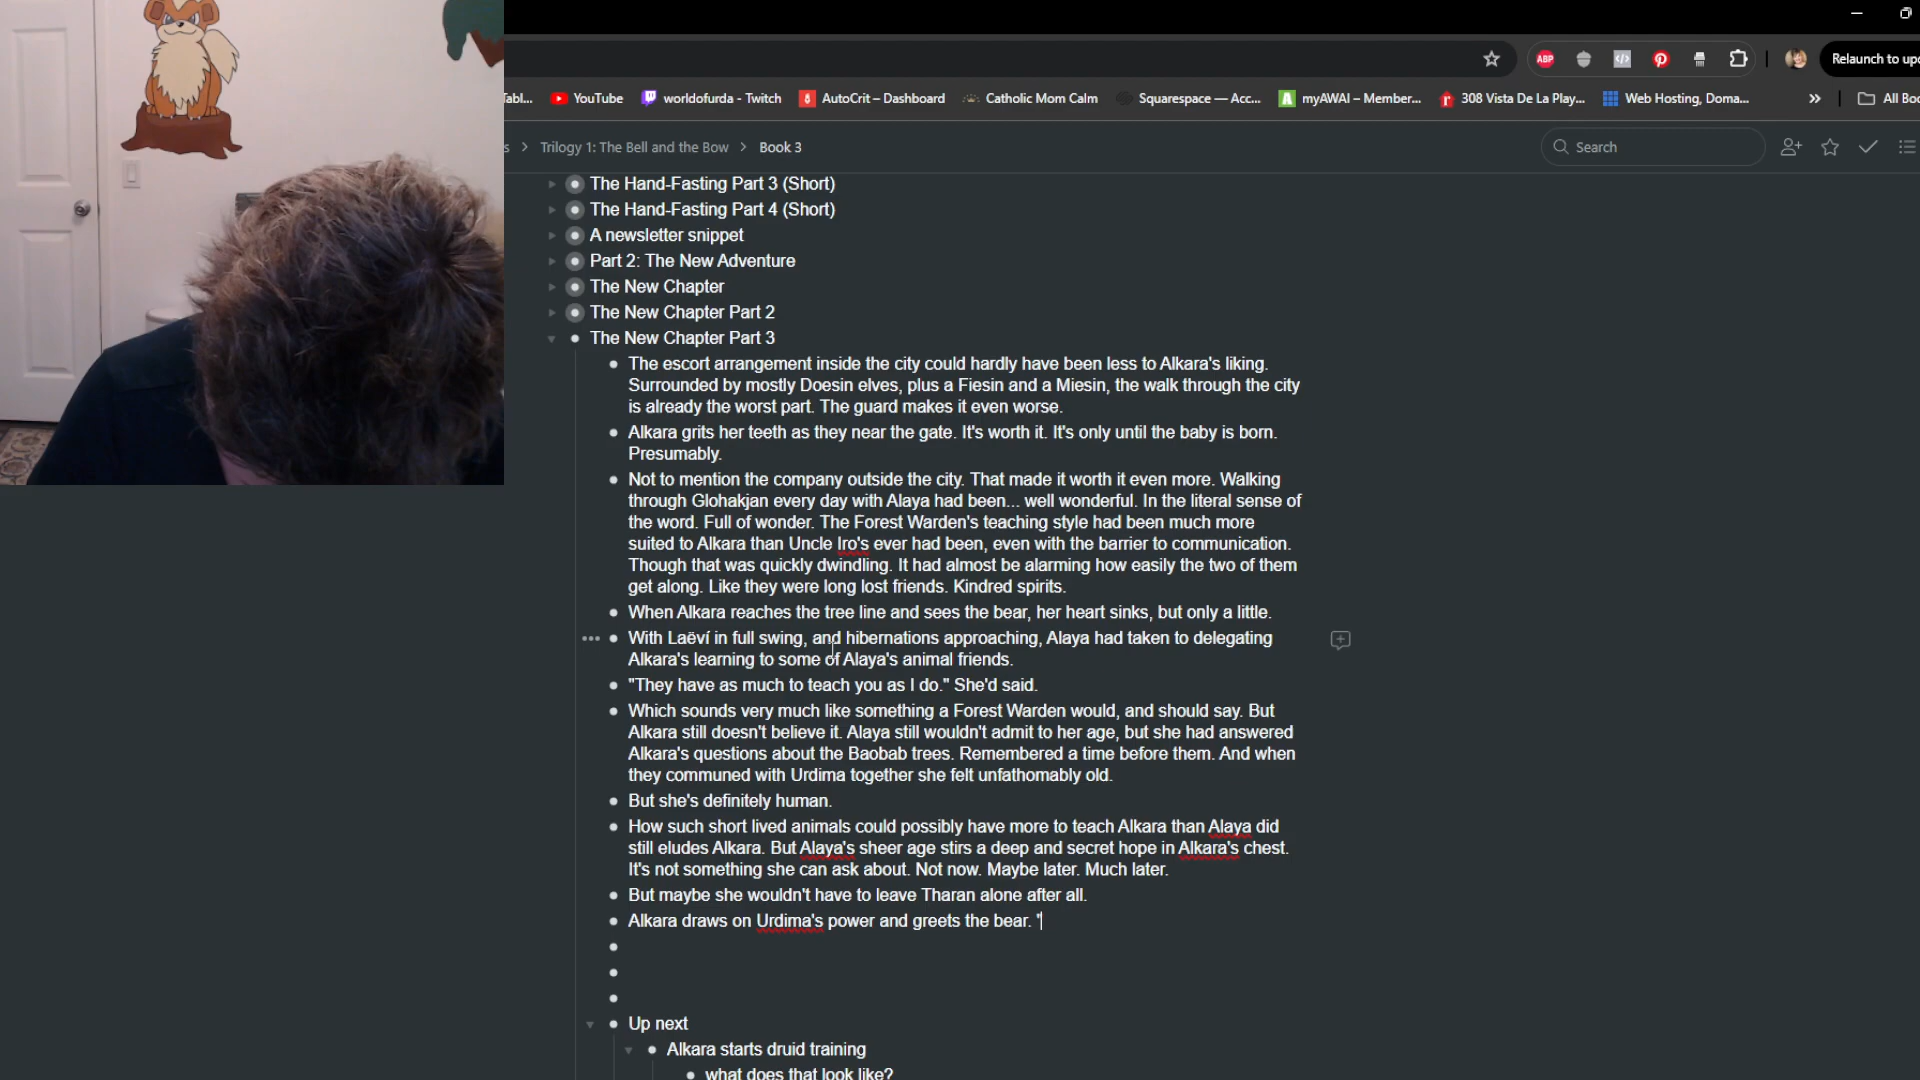 Relaunch to upd
Tabl...
YouTube
worldofurda - Twitch
AutoCrit – Dashboard
Catholic Mom Calm
Squarespace — Acc...
myAWAI – Member...
308 Vista De La Play...
Web Hosting, Doma...
»
All Boo
s > Trilogy 1: The Bell and the Bow > Book 3
Search
ABP
The Hand-Fasting Part 3 (Short)
The Hand-Fasting Part 4 (Short)
A newsletter snippet
Part 2: The New Adventure
The New Chapter
The New Chapter Part 2
The New Chapter Part 3
The escort arrangement inside the city could hardly have been less to Alkara's liking.
Surrounded by mostly Doesin elves, plus a Fiesin and a Miesin, the walk through the city
is already the worst part. The guard makes it even worse.
Alkara grits her teeth as they near the gate. It's worth it. It's only until the baby is born.
Presumably.
Not to mention the company outside the city. That made it worth it even more. Walking
through Glohakjan every day with Alaya had been... well wonderful. In the literal sense of
the word. Full of wonder. The Forest Warden's teaching style had been much more
suited to Alkara than Uncle Iro's ever had been, even with the barrier to communication.
Though that was quickly dwindling. It had almost be alarming how easily the two of them
get along. Like they were long lost friends. Kindred spirits.
When Alkara reaches the tree line and sees the bear, her heart sinks, but only a little.
With Laëví in full swing, and hibernations approaching, Alaya had taken to delegating
Alkara's learning to some of Alaya's animal friends.
"They have as much to teach you as I do." She'd said.
Which sounds very much like something a Forest Warden would, and should say. But
Alkara still doesn't believe it. Alaya still wouldn't admit to her age, but she had answered
Alkara's questions about the Baobab trees. Remembered a time before them. And when
they communed with Urdima together she felt unfathomably old.
But she's definitely human.
How such short lived animals could possibly have more to teach Alkara than Alaya did
still eludes Alkara. But Alaya's sheer age stirs a deep and secret hope in Alkara's chest.
It's not something she can ask about. Not now. Maybe later. Much later.
But maybe she wouldn't have to leave Tharan alone after all.
Alkara draws on Urdima's power and greets the bear. '
Up next
Alkara starts druid training
what does that look like?